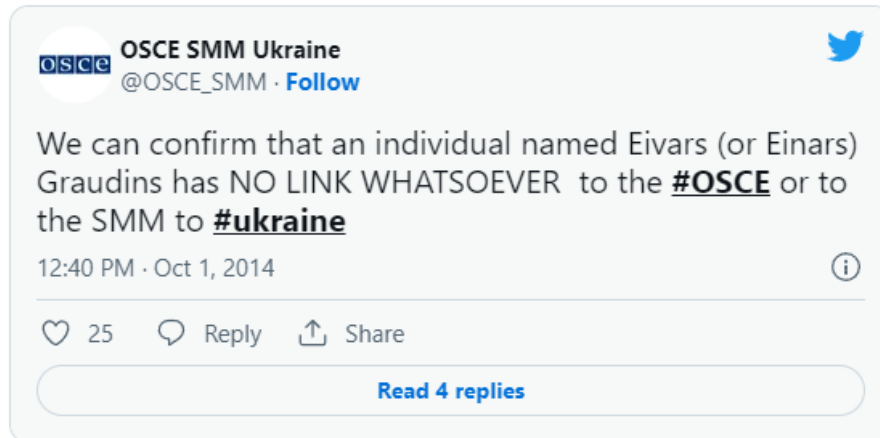 osce
OSCE SMM Ukraine
@OSCE_SMM · Follow
We can confirm that an individual named Eivars (or Einars)
Graudins has NO LINK WHATSOEVER  to the #OSCE or to
the SMM to #ukraine
12:40 PM · Oct 1, 2014
25 Reply Share
Read 4 replies